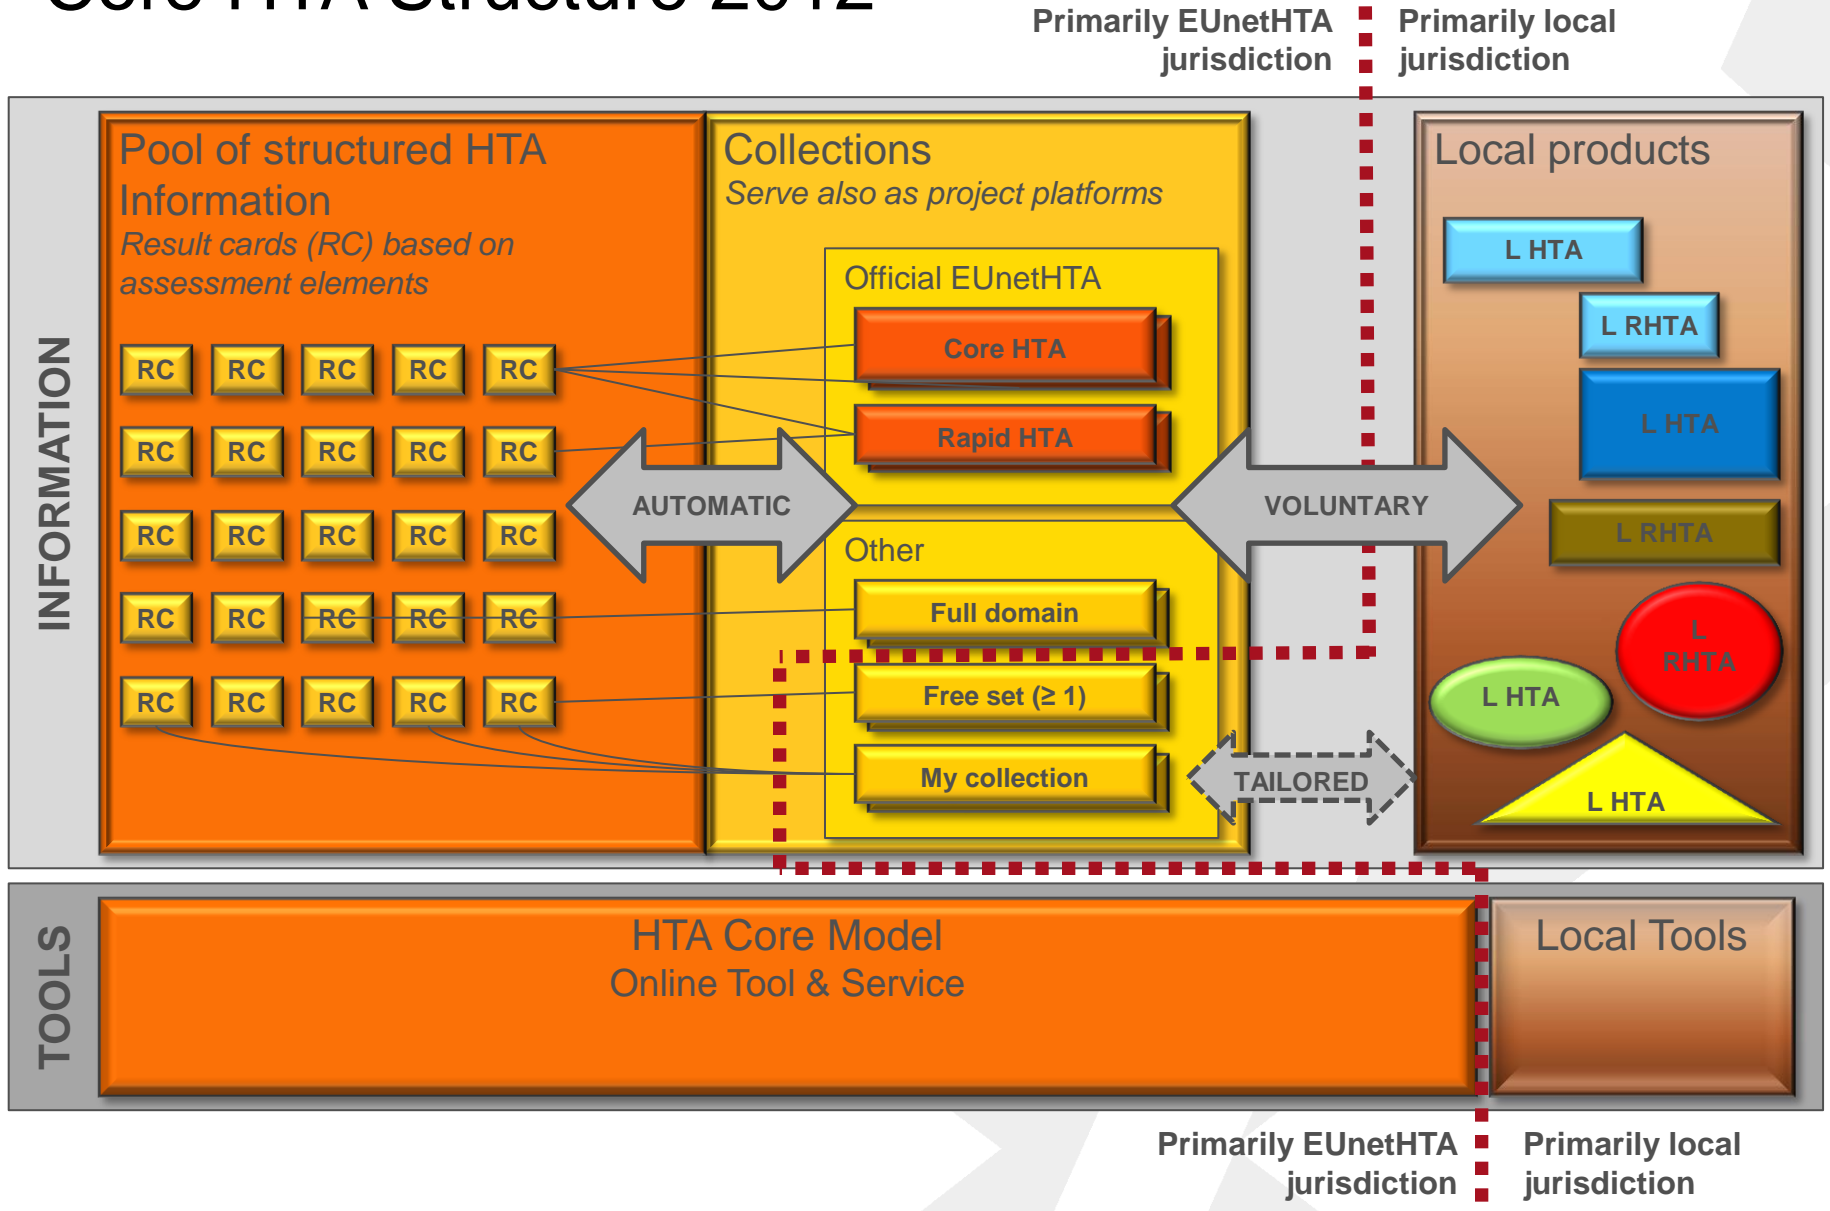 Core HTA Structure 2012
Primarily EUnetHTA
jurisdiction
Primarily local
jurisdiction
INFORMATION
Pool of structured HTA
Information
Result cards (RC) based on
assessment elements
RC RC RC RC RC
RC RC RC RC RC
RC RC RC RC RC
RC RC RC RC RC
RC RC RC RC RC
AUTOMATIC
Collections
Serve also as project platforms
Official EUnetHTA
Core HTA
Rapid HTA
Other
Full domain
Free set (≥ 1)
My collection
VOLUNTARY
TAILORED
Local products
L HTA
L RHTA
L HTA
L RHTA
L
RHTA
L HTA
L HTA
TOOLS
HTA Core Model
Online Tool & Service
Local Tools
Primarily EUnetHTA
jurisdiction
Primarily local
jurisdiction